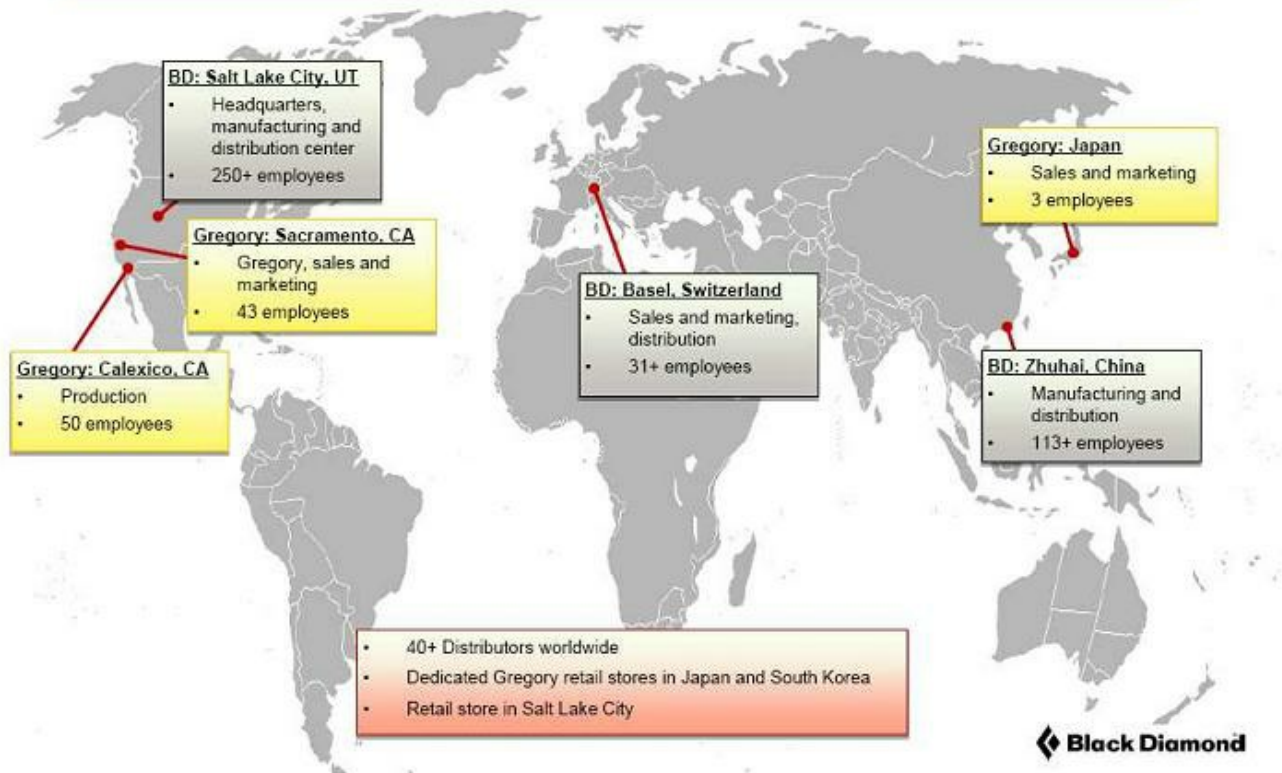 BD: Salt Lake City, UT
• Headquarters,
manufacturing and
distribution center
• 250+ employees
Gregory: Sacramento, CA
• Gregory, sales and
marketing
• 43 employees
Gregory: Calexico, CA
• Production
• 50 employees
BD: Basel, Switzerland
• Sales and marketing,
distribution
• 31+ employees
Gregory: Japan
• Sales and marketing
• 3 employees
BD: Zhuhai, China
• Manufacturing and
distribution
• 113+ employees
• 40+ Distributors worldwide
• Dedicated Gregory retail stores in Japan and South Korea
• Retail store in Salt Lake City
Black Diamond